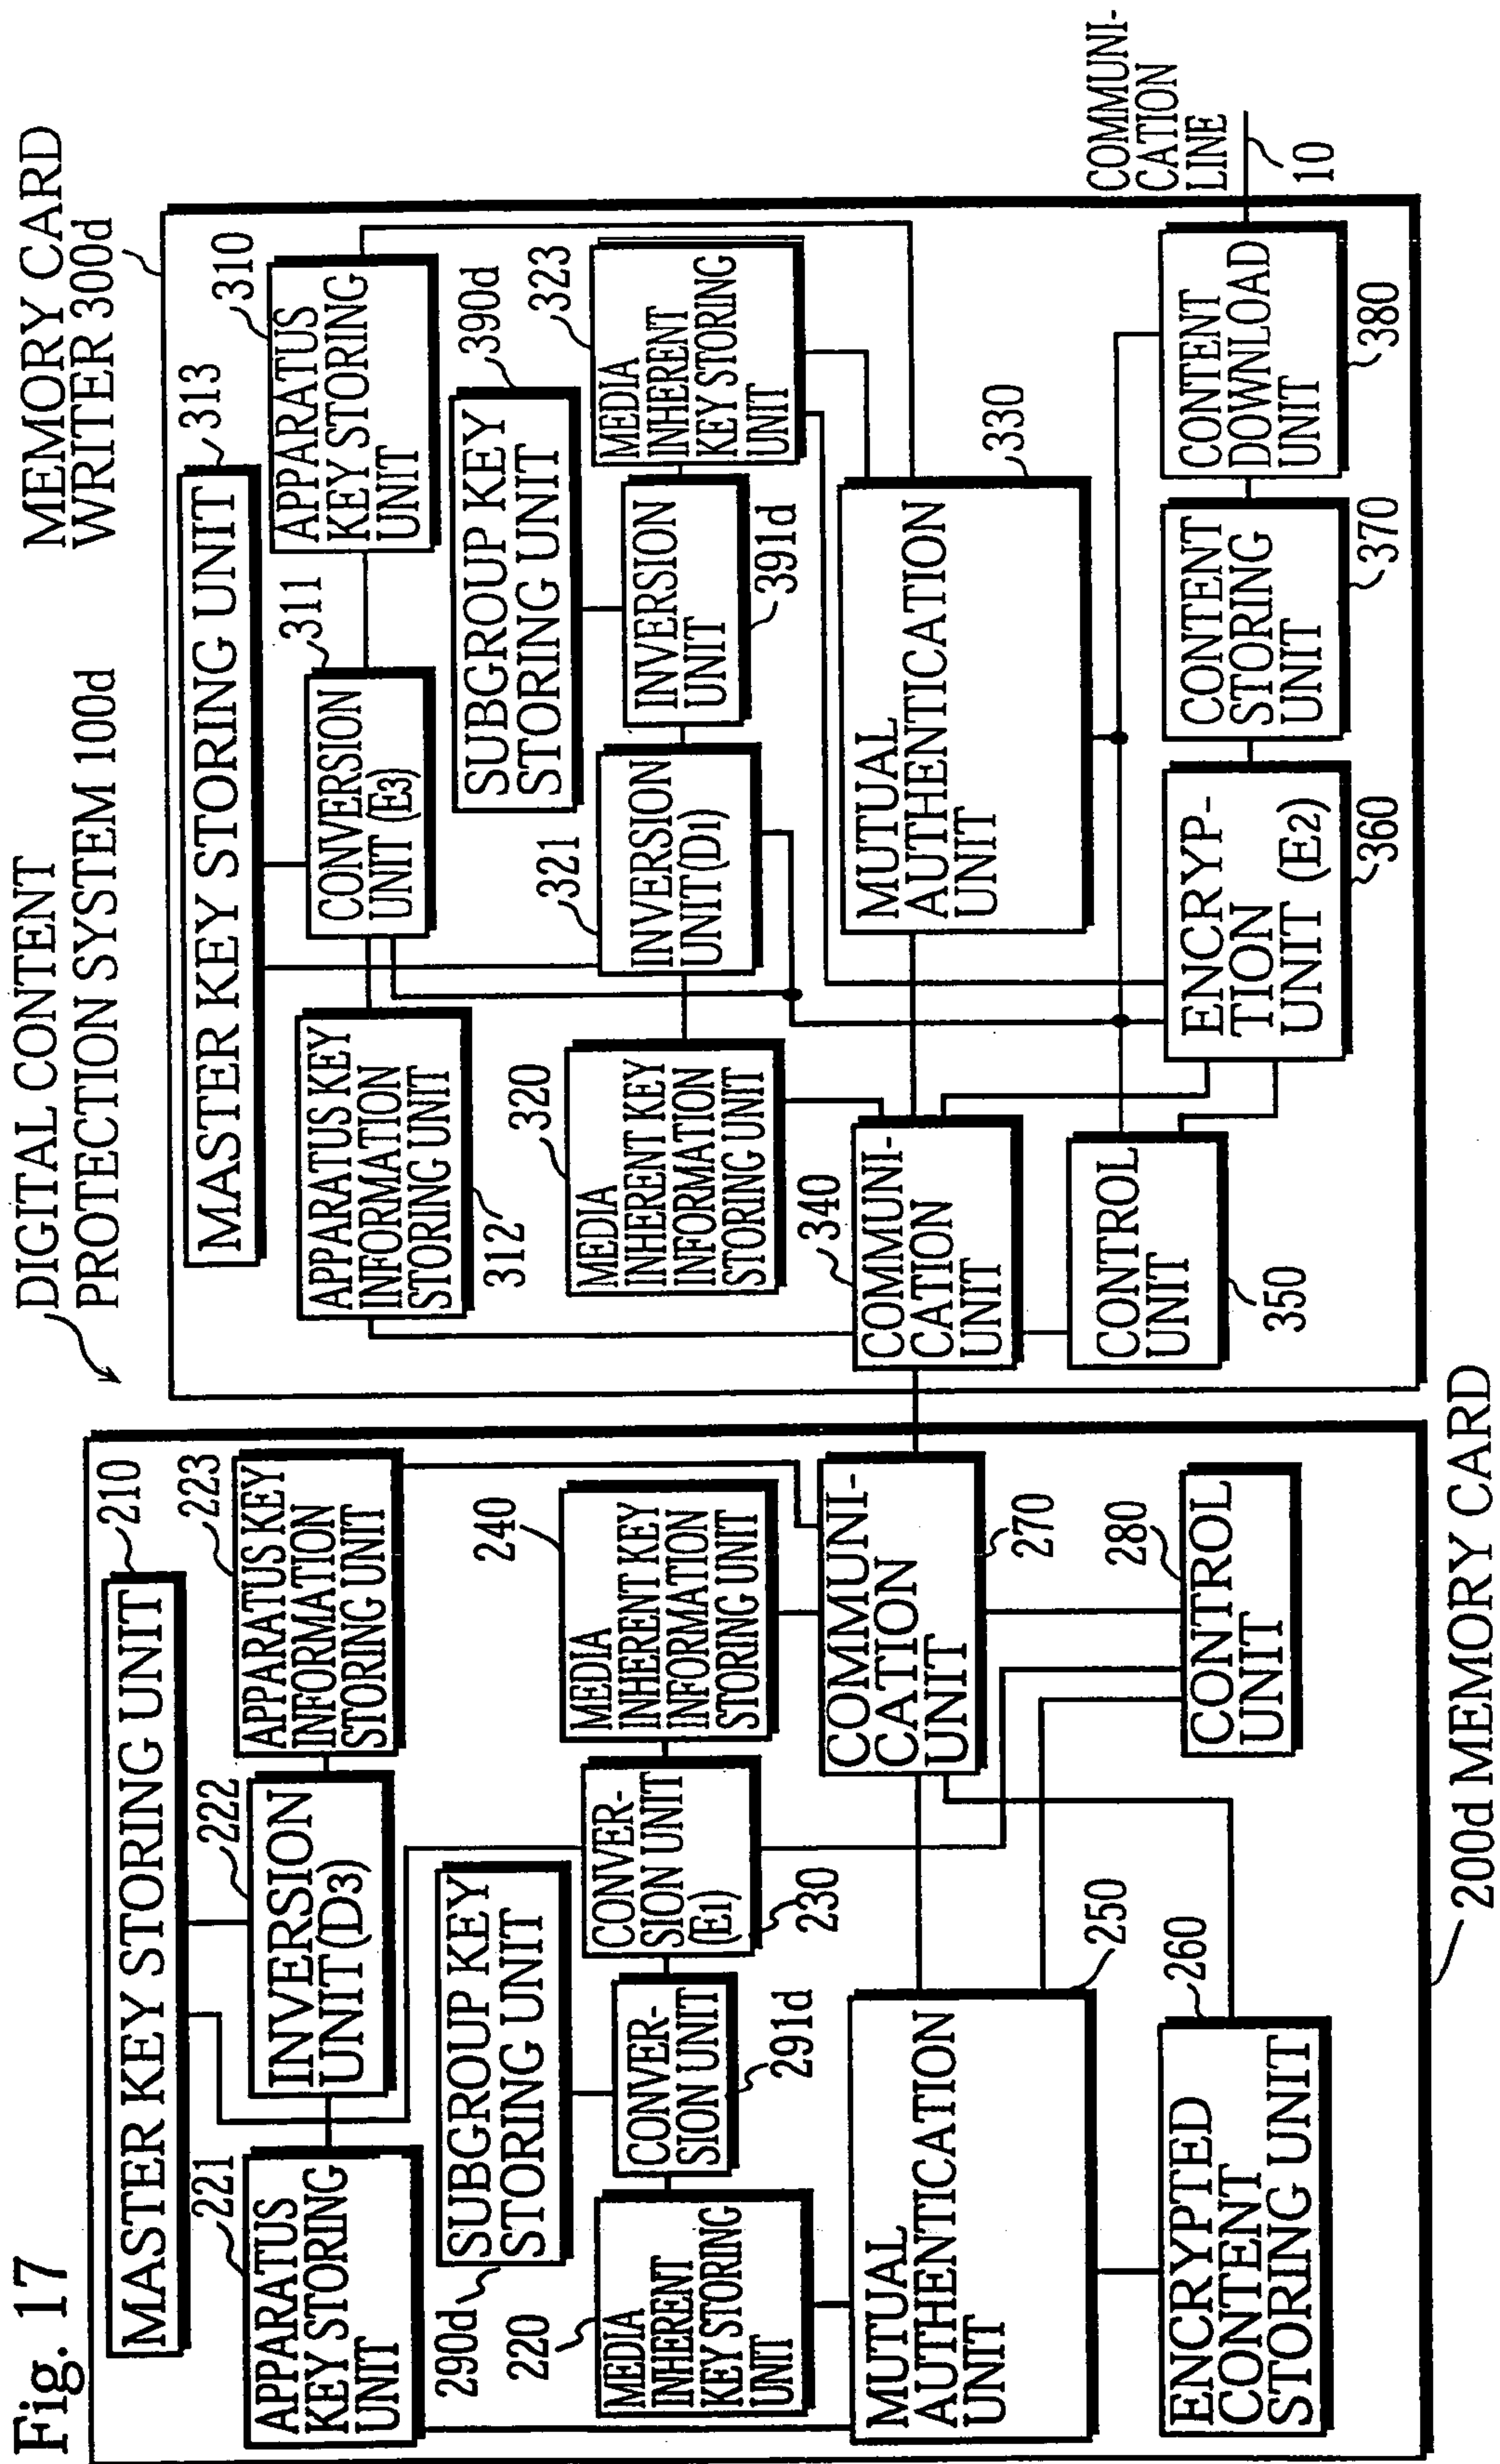 Fig. 17
DIGITAL CONTENT
PROTECTION SYSTEM 100d
MASTER KEY STORING UNIT
210
221
APPARATUS
KEY STORING
UNIT
222
INVERSION
UNIT (D3)
223
APPARATUS KEY
INFORMATION
STORING UNIT
290d
SUBGROUP KEY
STORING UNIT
240
MEDIA
INHERENT KEY
INFORMATION
STORING UNIT
220
MEDIA
INHERENT
KEY STORING
UNIT
CONVER-
SION UNIT
291d
CONVER-
SION UNIT
(E1)
230
MUTUAL
AUTHENTICATION
UNIT
250
COMMUNI-
CATION
UNIT
270
ENCRYPTED
CONTENT
STORING UNIT
260
CONTROL
UNIT
280
200d MEMORY CARD
MEMORY CARD
WRITER 300d
MASTER KEY STORING UNIT
313
APPARATUS KEY
INFORMATION
STORING UNIT
312
CONVERSION
UNIT (E3)
311
APPARATUS
KEY STORING
UNIT
310
SUBGROUP KEY
STORING UNIT
390d
320
MEDIA
INHERENT KEY
INFORMATION
STORING UNIT
321
INVERSION
UNIT (D1)
INVERSION
UNIT
391d
323
MEDIA
INHERENT
KEY STORING
UNIT
340
COMMUNI-
CATION
UNIT
MUTUAL
AUTHENTICATION
UNIT
330
CONTROL
UNIT
350
ENCRYP-
TION
UNIT (E2)
360
CONTENT
STORING
UNIT
370
CONTENT
DOWNLOAD
UNIT
380
COMMUNI-
CATION
LINE
10